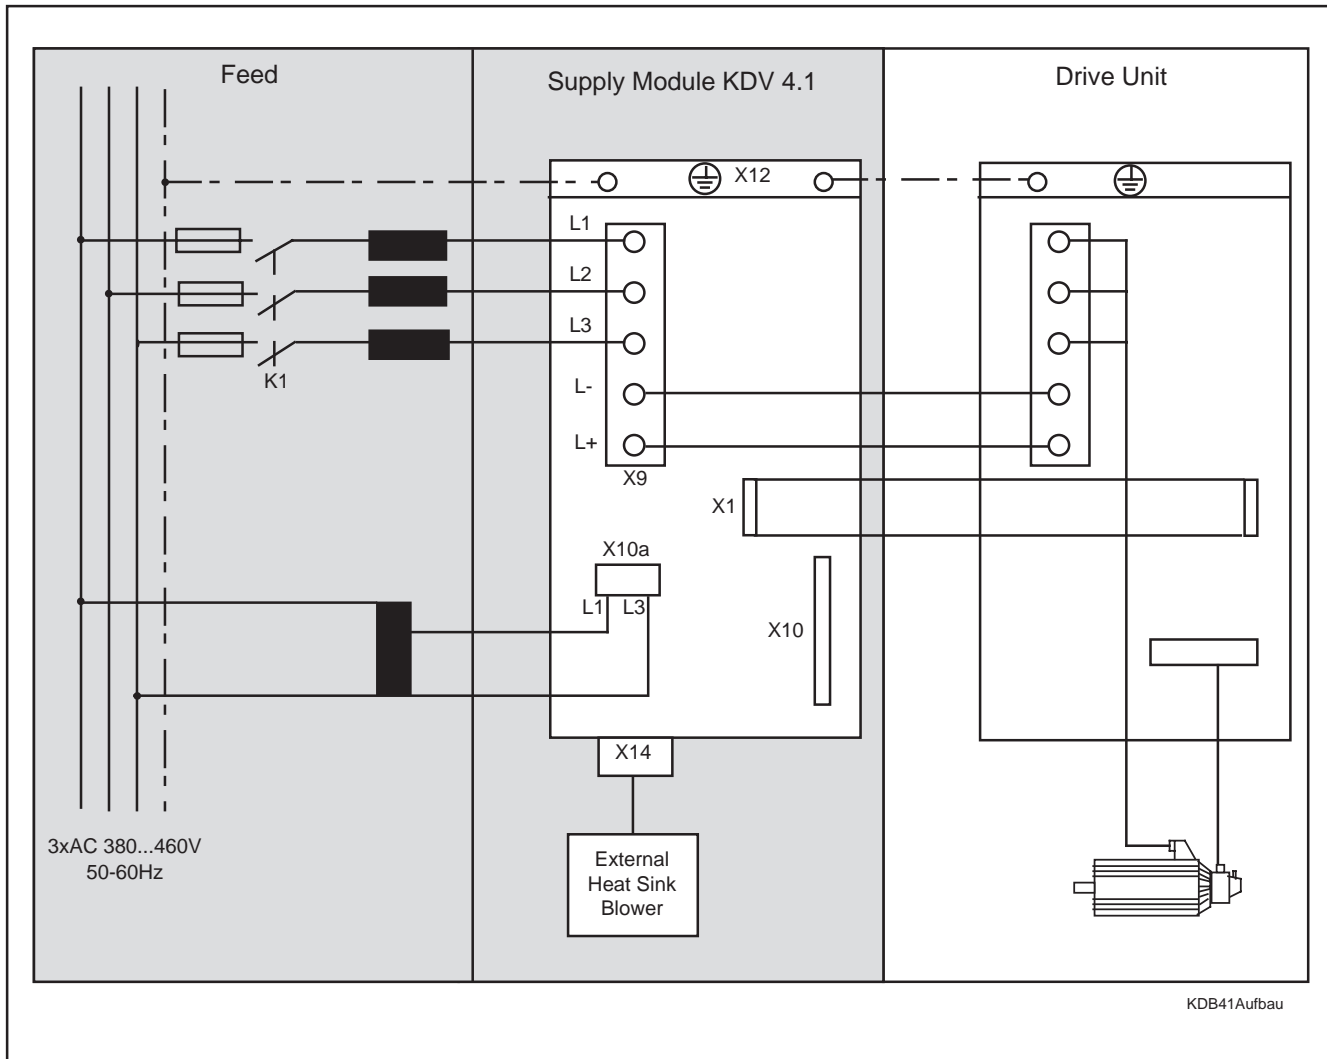 Feed
Supply Module KDV 4.1
Drive Unit
X12
L1
L2
L3
K1
L-
L+
X9
X1
X10a
L1 L3
X10
X14
3xAC 380...460V
50-60Hz
External
Heat Sink
Blower
KDB41Aufbau